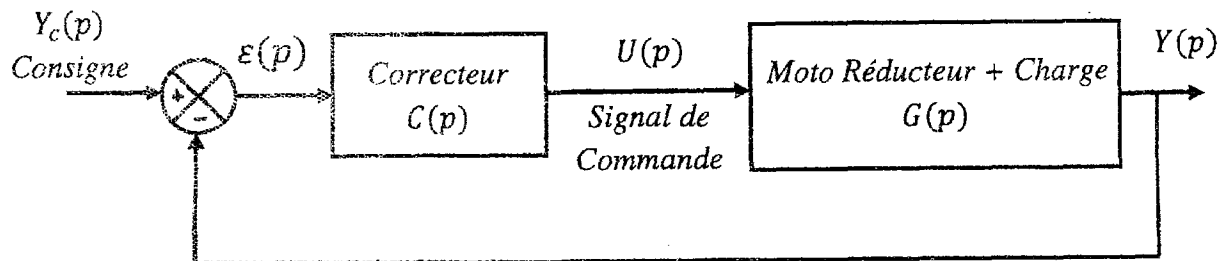 Y_c(p)
Consigne
+
−
ε(p)
Correcteur
C(p)
U(p)
Signal de
Commande
Moto Réducteur + Charge
G(p)
Y(p)